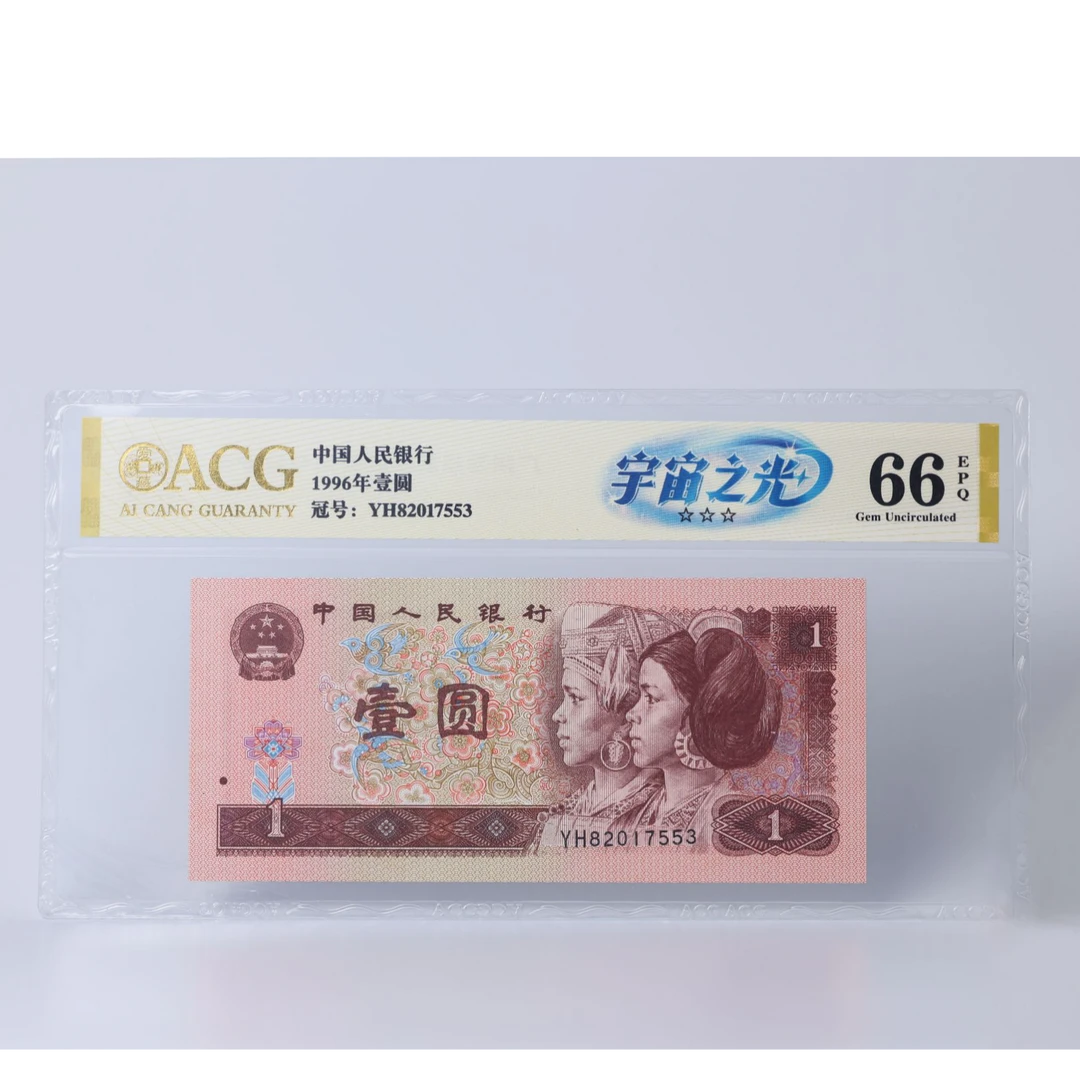 ACG
AI CANG GUARANTY
中国人民银行
1996年壹圆
冠号：YH82017553
宇宙之光
66
EPQ
Gem Uncirculated
中国人民银行
1
壹圆
1
YH82017553
1